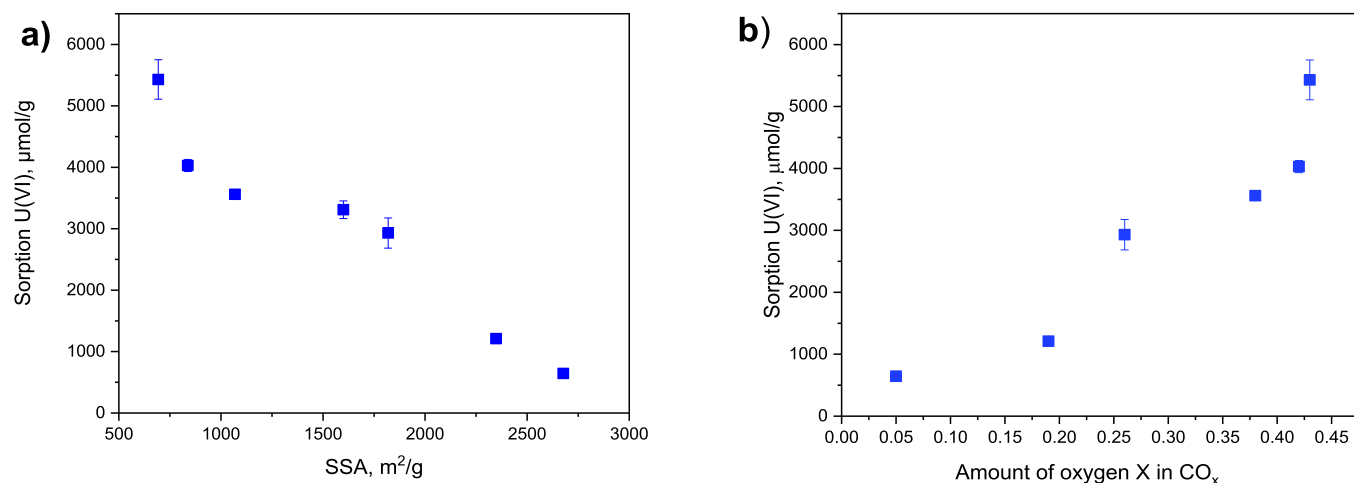 a)
6000
5000
4000
3000
2000
1000
0
Sorption U(VI), µmol/g
500 1000 1500 2000 2500 3000
SSA, m²/g
b)
6000
5000
4000
3000
2000
1000
0
Sorption U(VI), µmol/g
0.00 0.05 0.10 0.15 0.20 0.25 0.30 0.35 0.40 0.45
Amount of oxygen X in COₓ